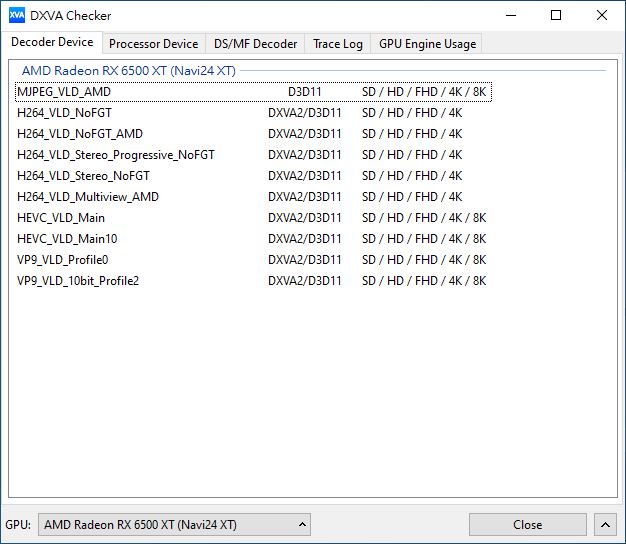 XVA DXVA Checker
Decoder Device Processor Device DS/MF Decoder Trace Log GPU Engine Usage
AMD Radeon RX 6500 XT (Navi24 XT)
MJPEG_VLD_AMD D3D11 SD / HD / FHD / 4K / 8K
H264_VLD_NoFGT DXVA2/D3D11 SD / HD / FHD / 4K
H264_VLD_NoFGT_AMD DXVA2/D3D11 SD / HD / FHD / 4K
H264_VLD_Stereo_Progressive_NoFGT DXVA2/D3D11 SD / HD / FHD / 4K
H264_VLD_Stereo_NoFGT DXVA2/D3D11 SD / HD / FHD / 4K
H264_VLD_Multiview_AMD DXVA2/D3D11 SD / HD / FHD / 4K
HEVC_VLD_Main DXVA2/D3D11 SD / HD / FHD / 4K / 8K
HEVC_VLD_Main10 DXVA2/D3D11 SD / HD / FHD / 4K / 8K
VP9_VLD_Profile0 DXVA2/D3D11 SD / HD / FHD / 4K / 8K
VP9_VLD_10bit_Profile2 DXVA2/D3D11 SD / HD / FHD / 4K / 8K
GPU: AMD Radeon RX 6500 XT (Navi24 XT) Close